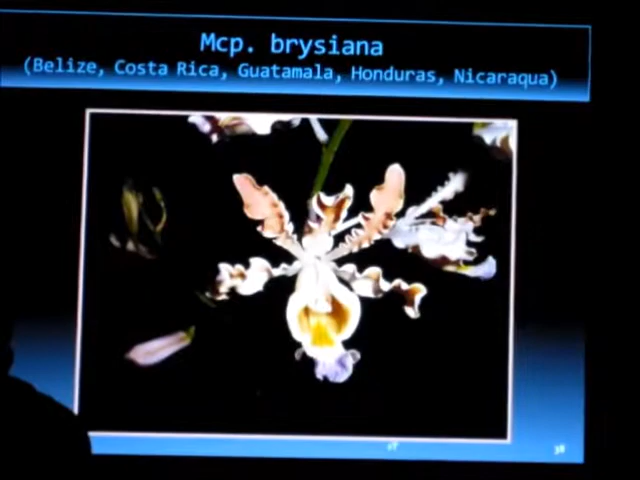 Mcp. brysiana
(Belize, Costa Rica, Guatamala, Honduras, Nicaraqua)